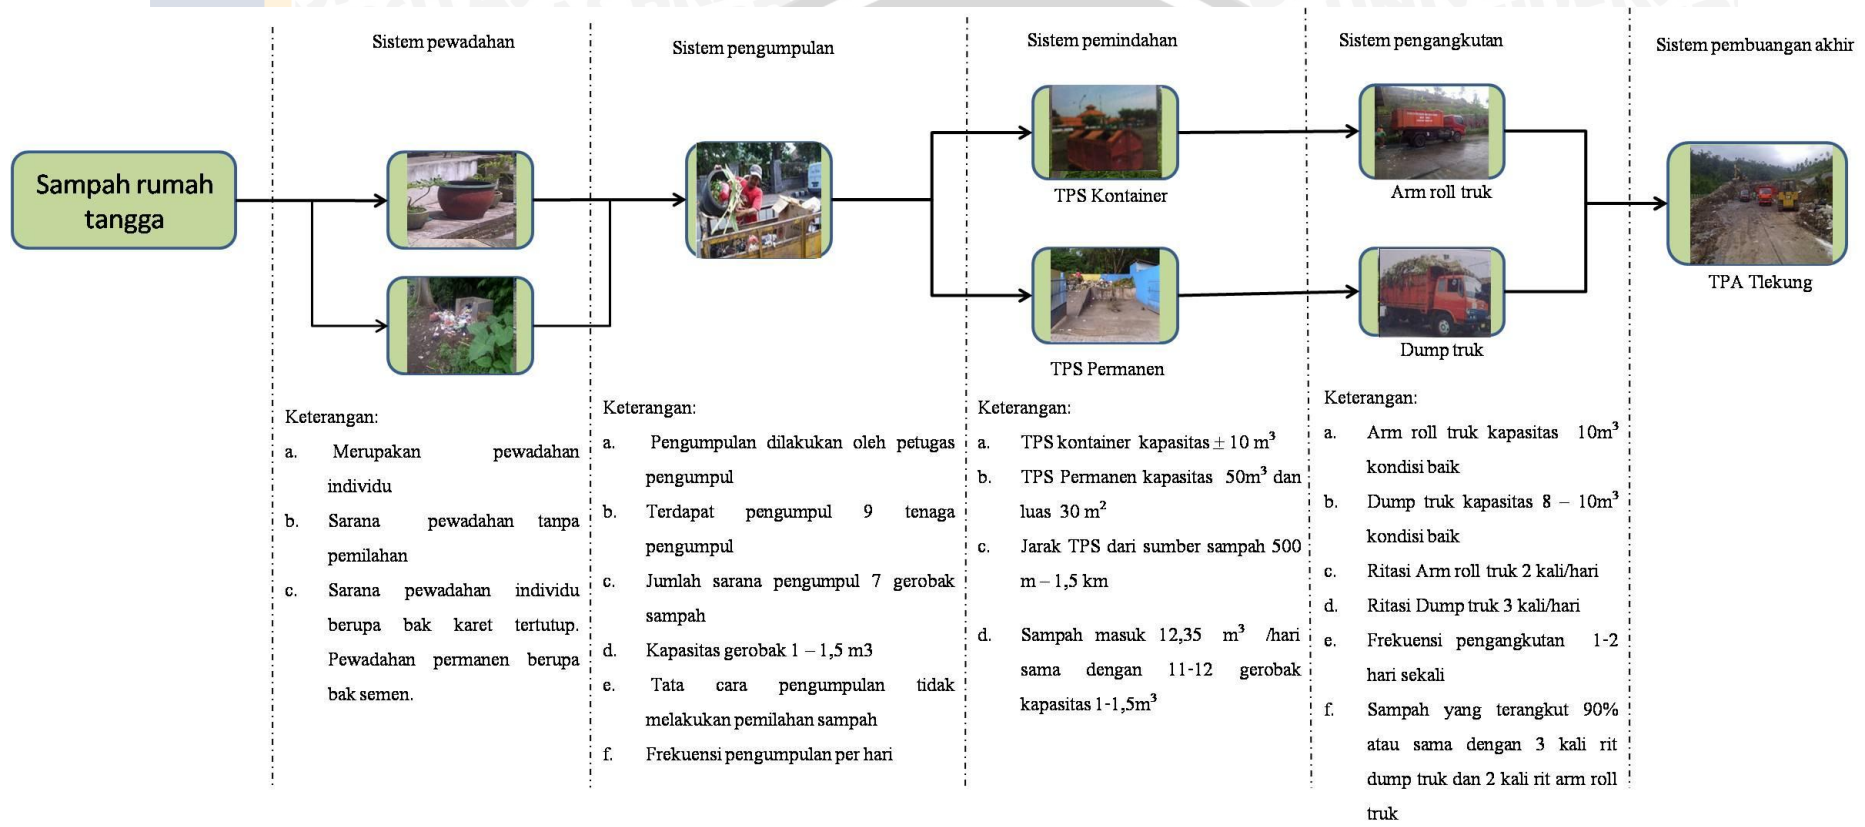 Sistem pewadahan
Sistem pengumpulan
Sistem pemindahan
Sistem pengangkutan
Sistem pembuangan akhir
Sampah rumah
tangga
TPS Kontainer
Arm roll truk
TPS Permanen
Dump truk
TPA Tlekung
Keterangan:
a. Merupakan pewadahan
individu
b. Sarana pewadahan tanpa
pemilahan
c. Sarana pewadahan individu
berupa bak karet tertutup.
Pewadahan permanen berupa
bak semen.
Keterangan:
a. Pengumpulan dilakukan oleh petugas
pengumpul
b. Terdapat pengumpul 9 tenaga
pengumpul
c. Jumlah sarana pengumpul 7 gerobak
sampah
d. Kapasitas gerobak 1 – 1,5 m3
e. Tata cara pengumpulan tidak
melakukan pemilahan sampah
f. Frekuensi pengumpulan per hari
Keterangan:
a. TPS kontainer kapasitas ± 10 m³
b. TPS Permanen kapasitas 50m³ dan
luas 30 m²
c. Jarak TPS dari sumber sampah 500
m – 1,5 km
d. Sampah masuk 12,35 m³ /hari
sama dengan 11-12 gerobak
kapasitas 1-1,5m³
Keterangan:
a. Arm roll truk kapasitas 10m³
kondisi baik
b. Dump truk kapasitas 8 – 10m³
kondisi baik
c. Ritasi Arm roll truk 2 kali/hari
d. Ritasi Dump truk 3 kali/hari
e. Frekuensi pengangkutan 1-2
hari sekali
f. Sampah yang terangkut 90%
atau sama dengan 3 kali rit
dump truk dan 2 kali rit arm roll
truk